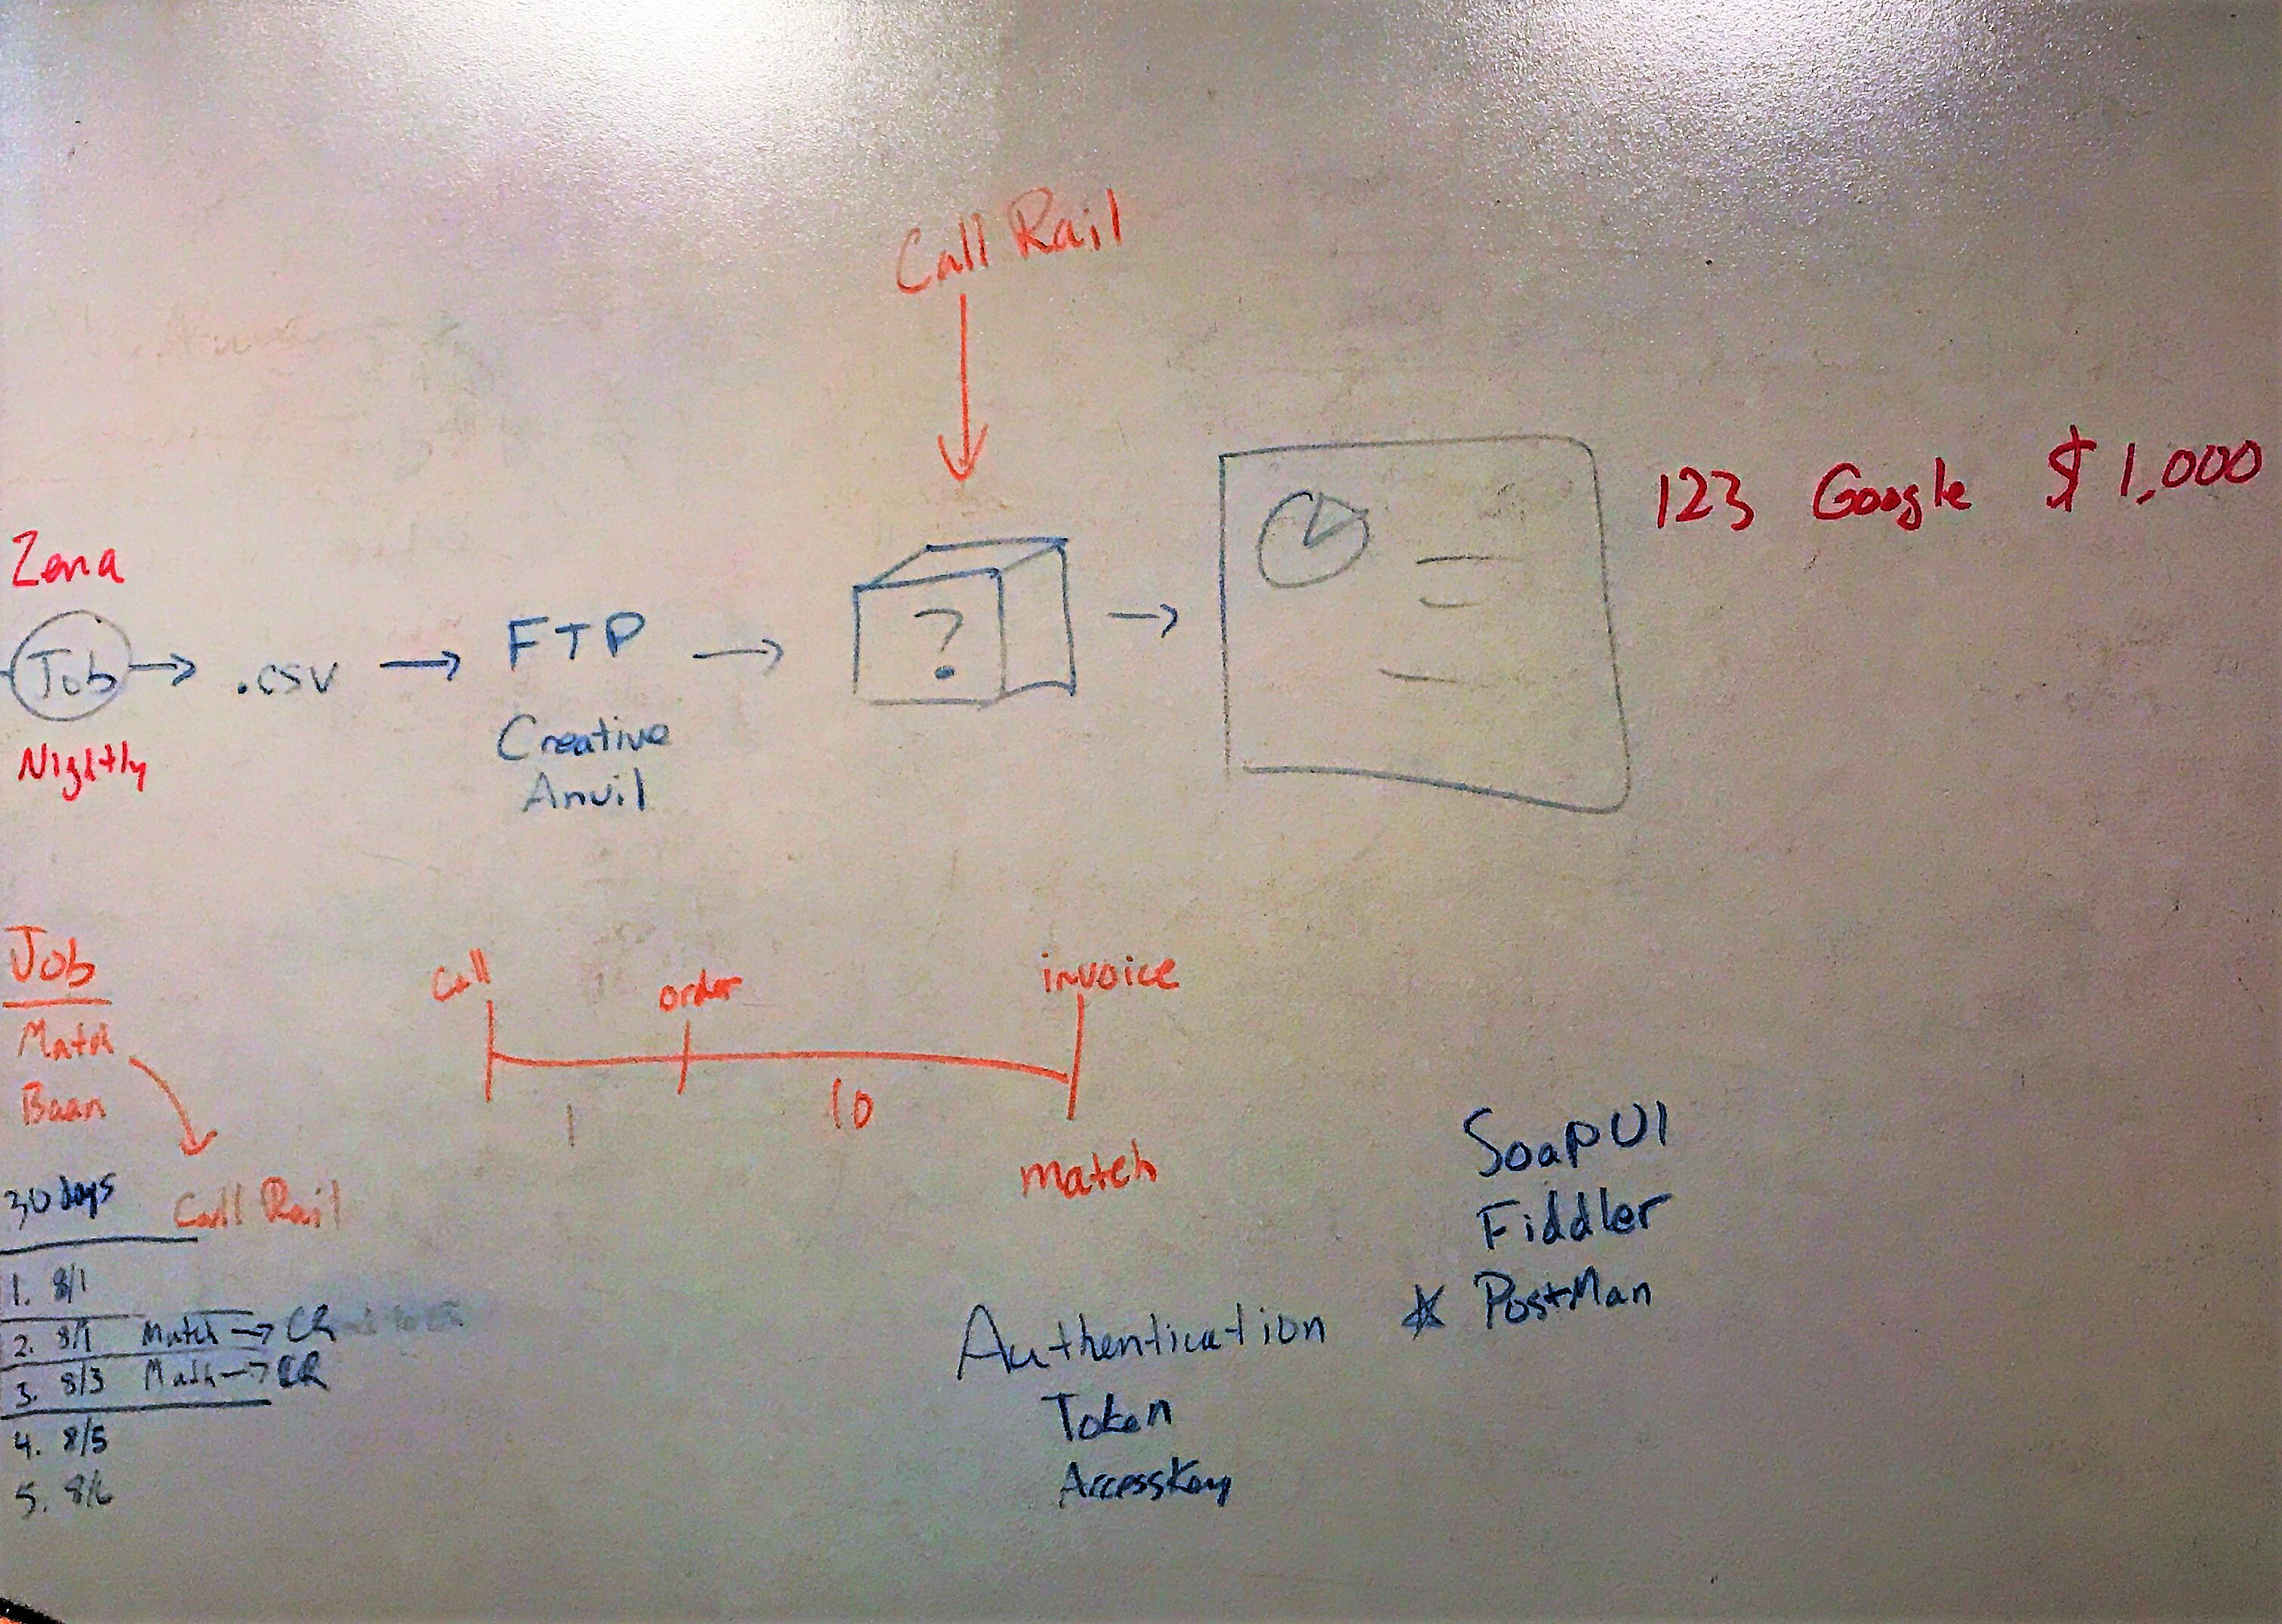 Call Rail
123 Google $ 1,000
Zena
Job → .csv → FTP → ? →
Nightly
Creative
Anvil
Job
Match
Baan
Call Rail
call order invoice
1 10
match
30 days
1. 8/1
2. 8/1 Match → CR
3. 8/3 Match → CR
4. 8/5
5. 8/6
SoapUI
Fiddler
☆ PostMan
Authentication
Token
AccessKey